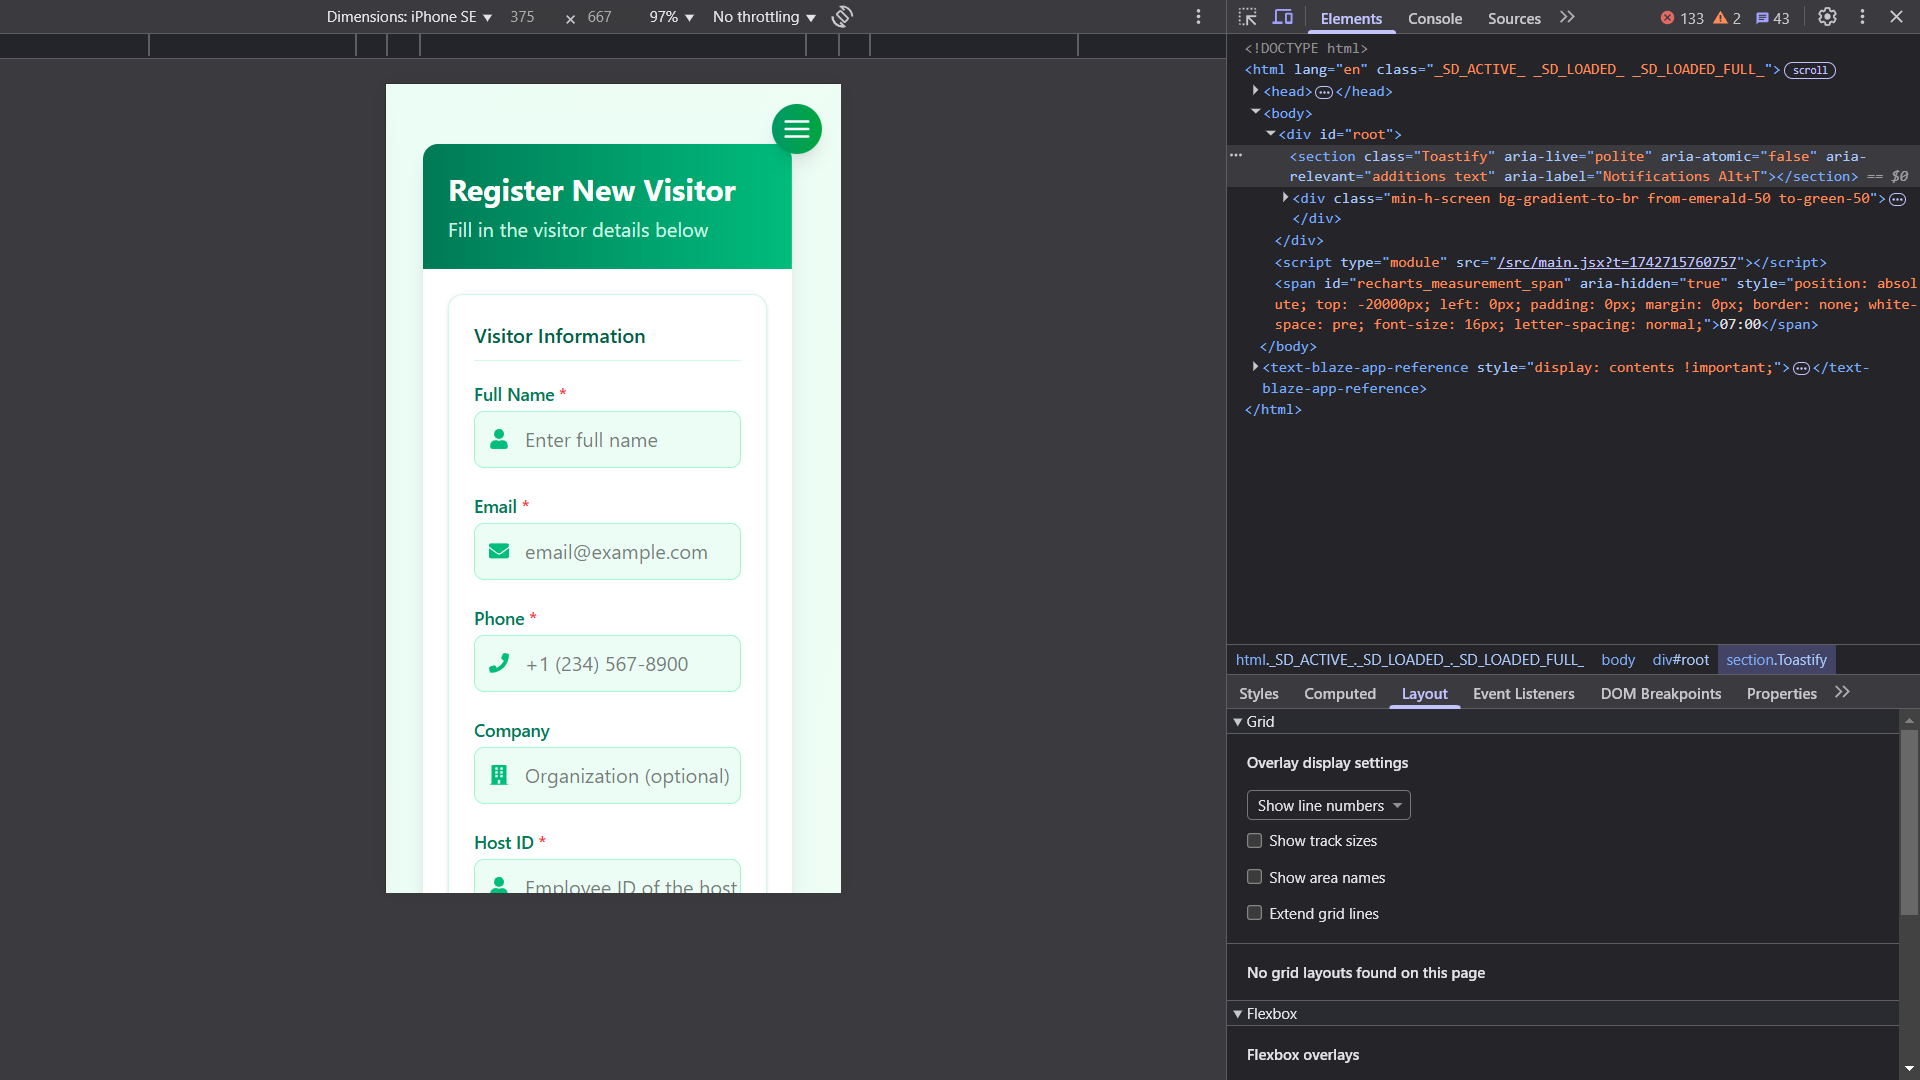 Dimensions: iPhone SE 375 × 667 97% No throttling
Register New Visitor
Fill in the visitor details below
Visitor Information
Full Name *
Enter full name
Email *
email@example.com
Phone *
+1 (234) 567-8900
Company
Organization (optional)
Host ID *
Employee ID of the host
Elements Console Sources 133 2 43
<!DOCTYPE html>
<html lang="en" class="_SD_ACTIVE_ _SD_LOADED_ _SD_LOADED_FULL_"> scroll
<head>…</head>
<body>
<div id="root">
<section class="Toastify" aria-live="polite" aria-atomic="false" aria-
relevant="additions text" aria-label="Notifications Alt+T"></section> == $0
<div class="min-h-screen bg-gradient-to-br from-emerald-50 to-green-50">…
</div>
</div>
<script type="module" src="/src/main.jsx?t=1742715760757"></script>
<span id="recharts_measurement_span" aria-hidden="true" style="position: absol
ute; top: -20000px; left: 0px; padding: 0px; margin: 0px; border: none; white-
space: pre; font-size: 16px; letter-spacing: normal;">07:00</span>
</body>
<text-blaze-app-reference style="display: contents !important;">…</text-
blaze-app-reference>
</html>
html._SD_ACTIVE_._SD_LOADED_._SD_LOADED_FULL_ body div#root section.Toastify
Styles Computed Layout Event Listeners DOM Breakpoints Properties
Grid
Overlay display settings
Show line numbers
Show track sizes
Show area names
Extend grid lines
No grid layouts found on this page
Flexbox
Flexbox overlays